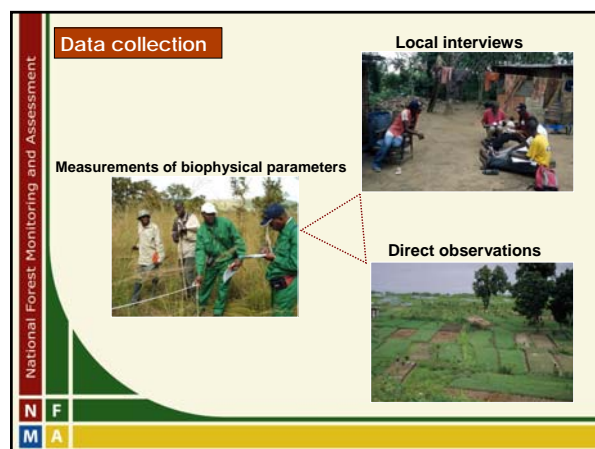 Data collection
Local interviews
Measurements of biophysical parameters
Direct observations
National Forest Monitoring and Assessment
N F
M A